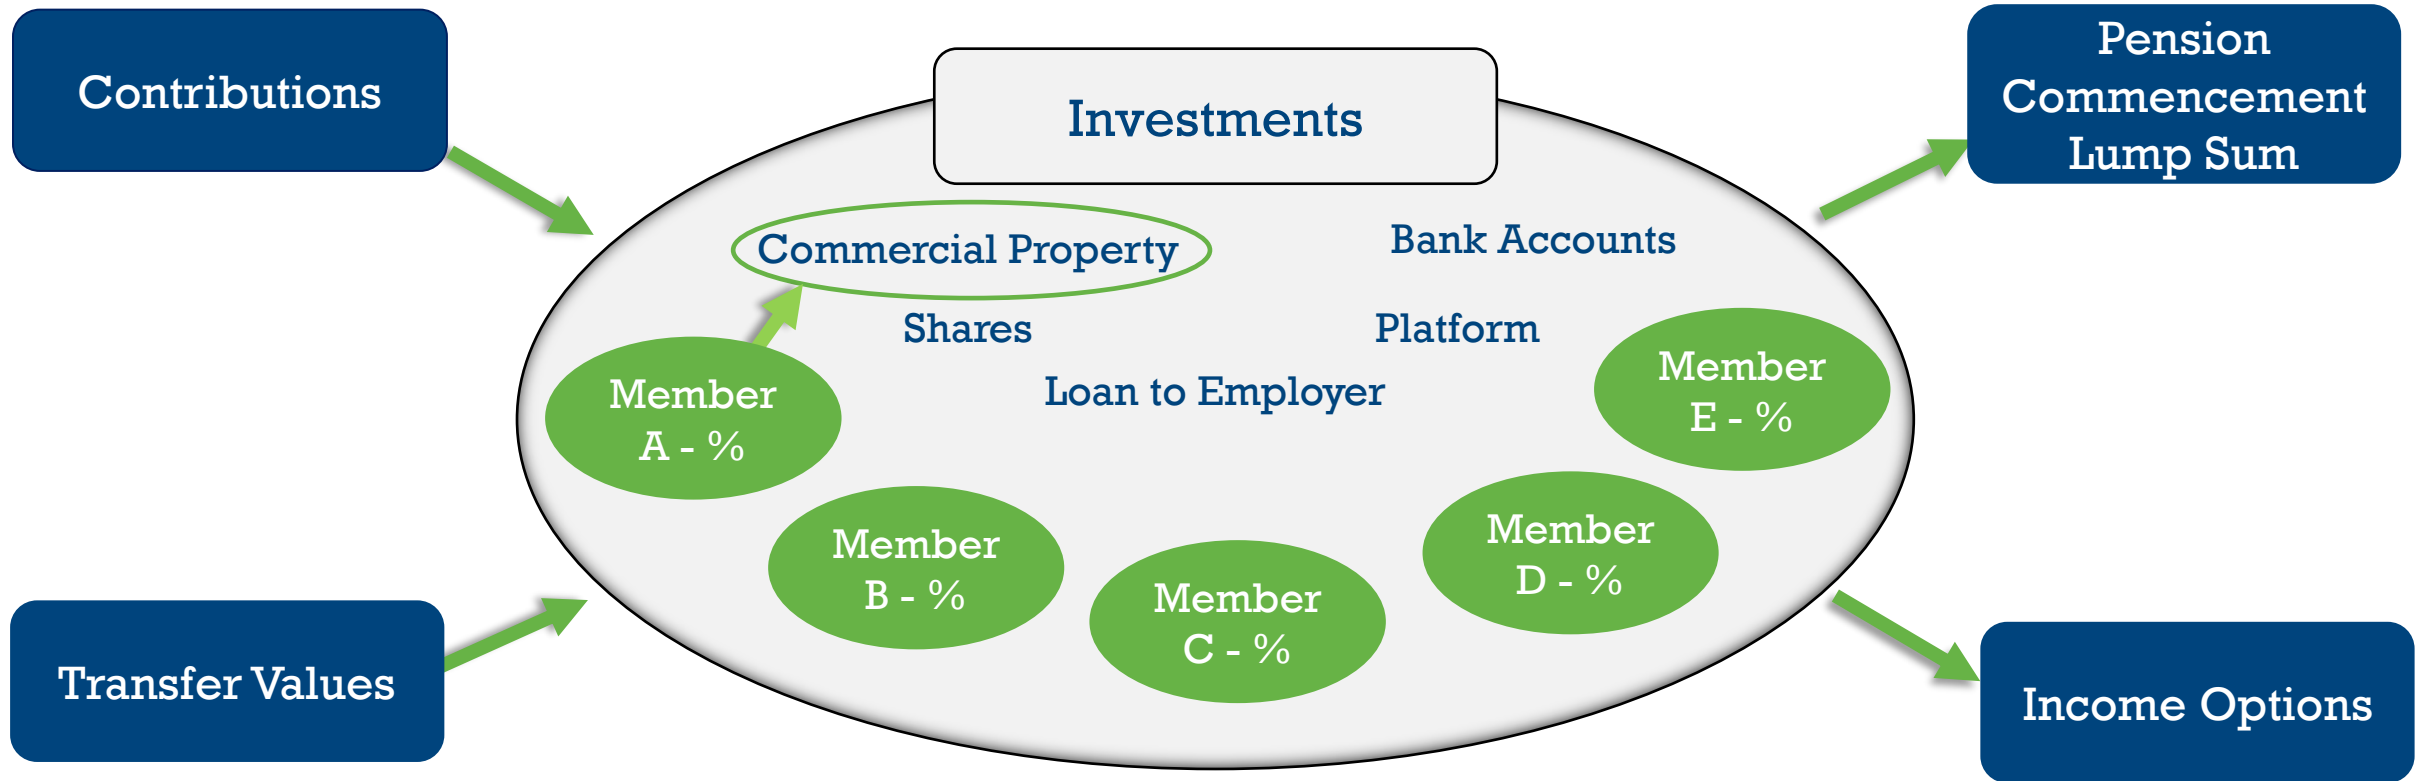 Contributions
Pension
Commencement
Lump Sum
Investments
Commercial Property
Bank Accounts
Shares
Platform
Loan to Employer
Member
A - %
Member
B - %
Member
C - %
Member
D - %
Member
E - %
Transfer Values
Income Options